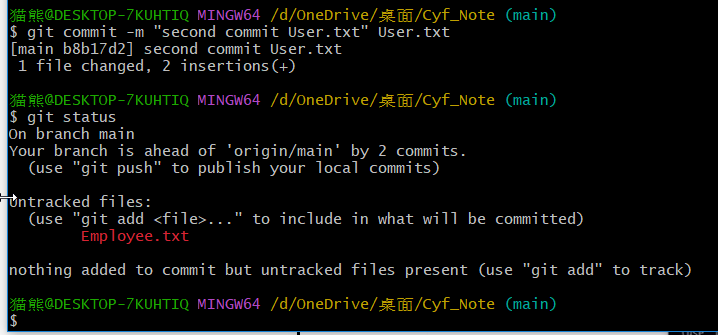 猫熊@DESKTOP-7KUHTIQ MINGW64 /d/OneDrive/桌面/Cyf_Note (main)
$ git commit -m "second commit User.txt" User.txt
[main b8b17d2] second commit User.txt
 1 file changed, 2 insertions(+)

猫熊@DESKTOP-7KUHTIQ MINGW64 /d/OneDrive/桌面/Cyf_Note (main)
$ git status
On branch main
Your branch is ahead of 'origin/main' by 2 commits.
  (use "git push" to publish your local commits)

Untracked files:
  (use "git add <file>..." to include in what will be committed)
        Employee.txt

nothing added to commit but untracked files present (use "git add" to track)

猫熊@DESKTOP-7KUHTIQ MINGW64 /d/OneDrive/桌面/Cyf_Note (main)
$